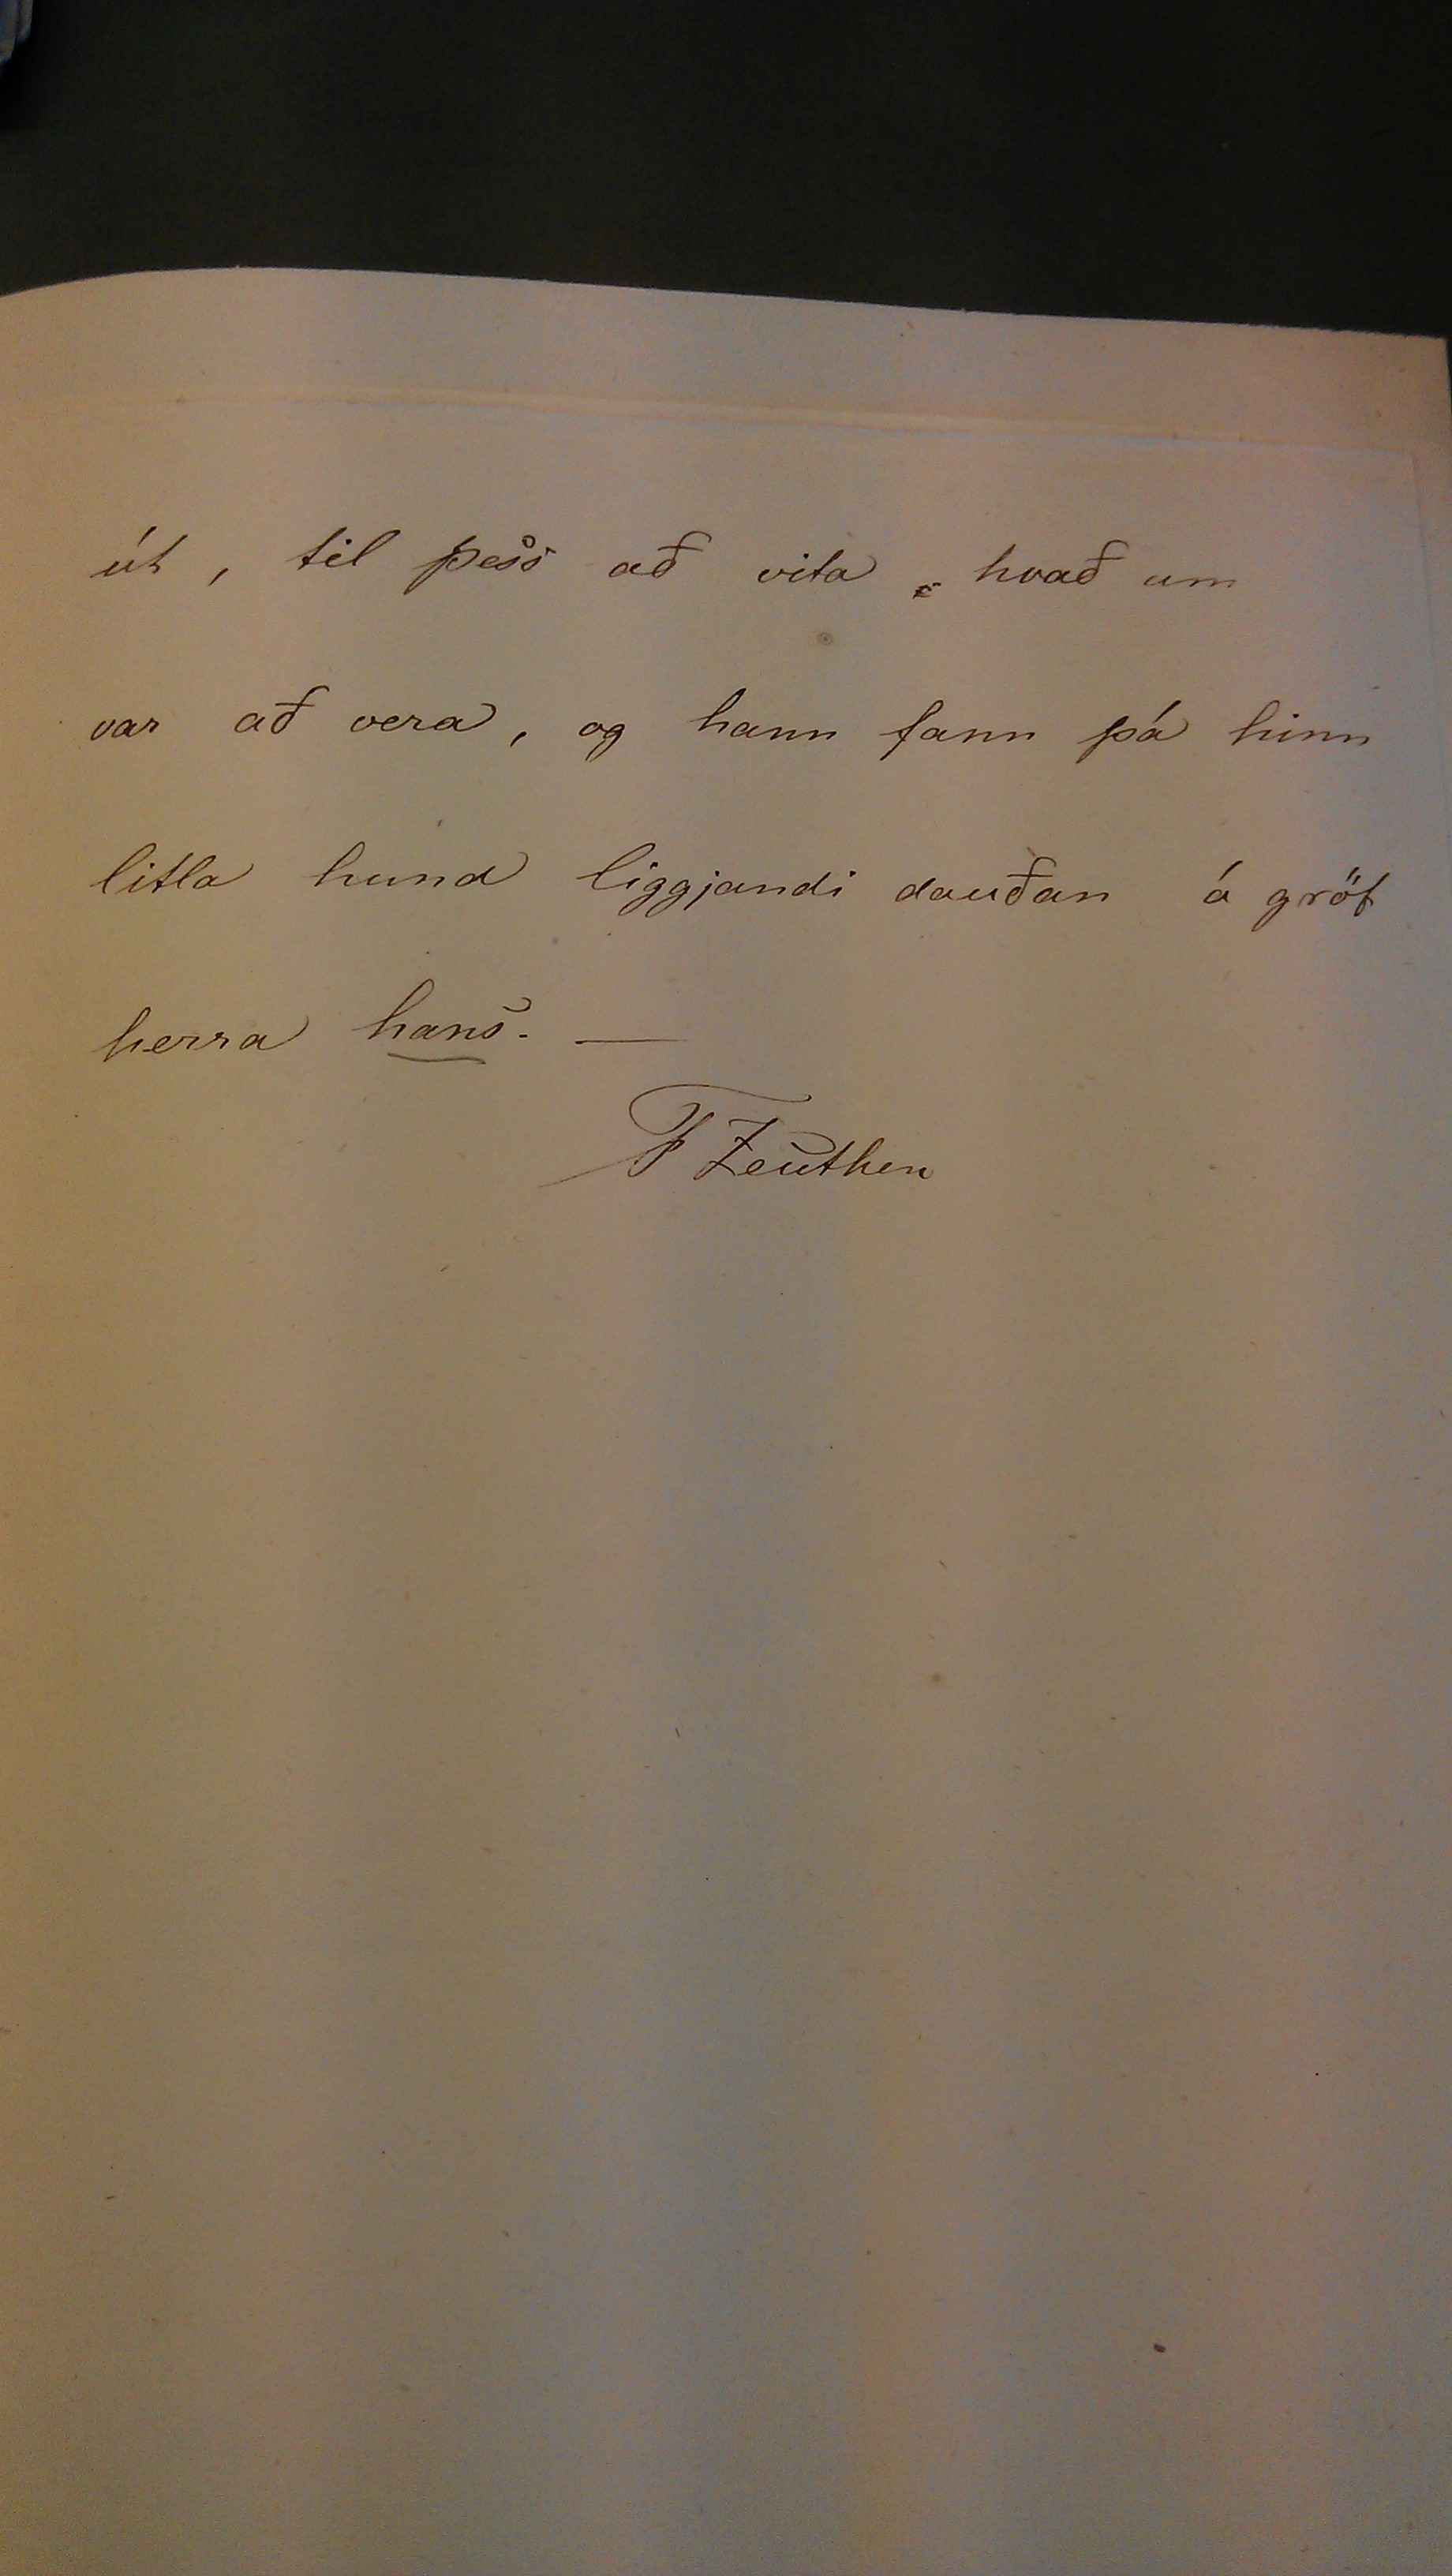 út, til þess að vita, hvað um
var að vera, og hann fann þá hinn
litla hund liggjandi dauðan á gröf
herra hans. —
F Zeuthen